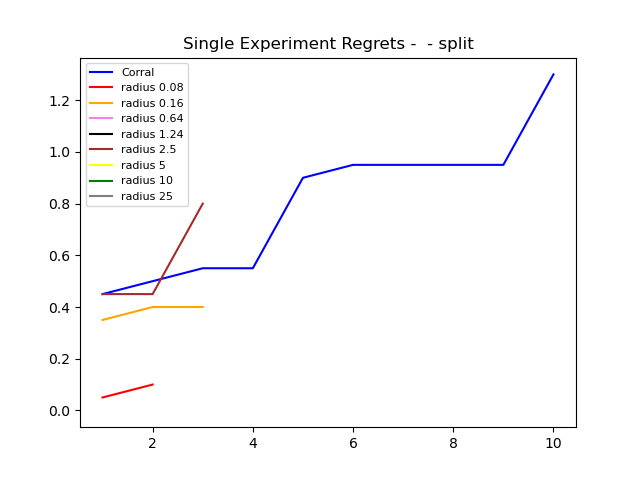 Single Experiment Regrets -  - split
Corral
radius 0.08
radius 0.16
radius 0.64
radius 1.24
radius 2.5
radius 5
radius 10
radius 25
1.2
1.0
0.8
0.6
0.4
0.2
0.0
2 4 6 8 10